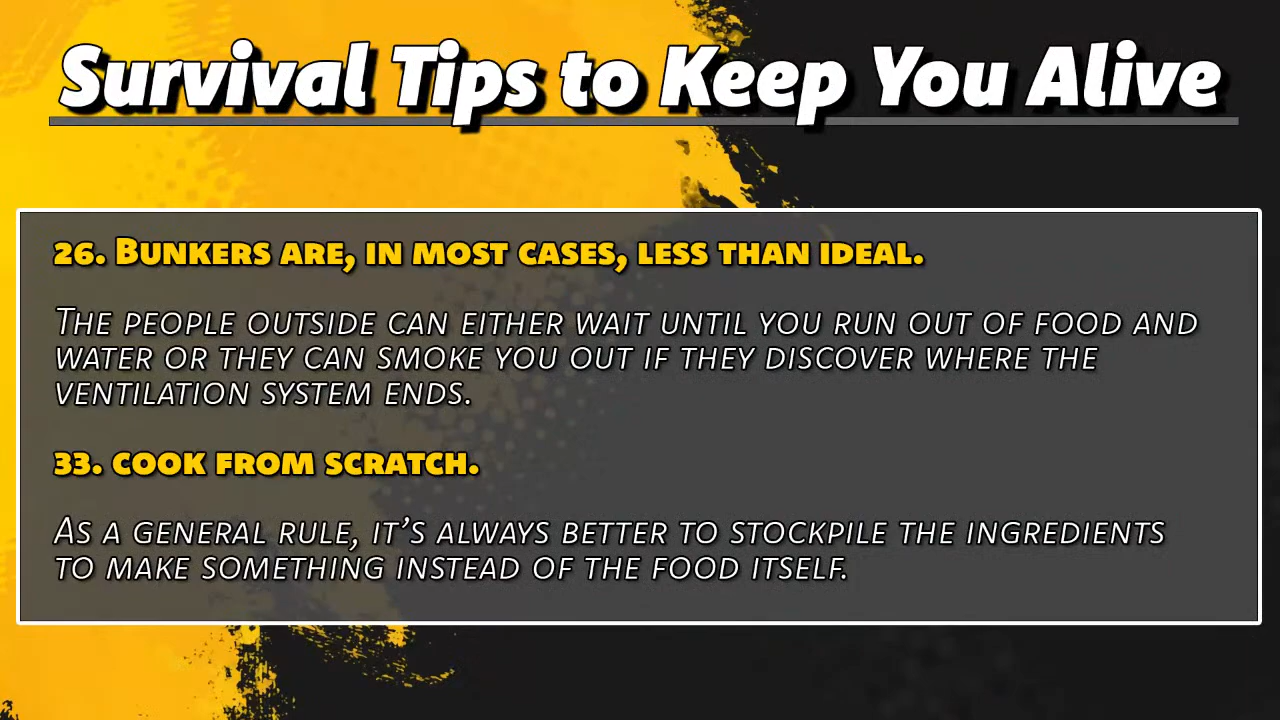 Survival Tips to Keep You Alive
26. Bunkers are, in most cases, less than ideal.
The people outside can either wait until you run out of food and
water or they can smoke you out if they discover where the
ventilation system ends.
33. cook from scratch.
As a general rule, it’s always better to stockpile the ingredients
to make something instead of the food itself.